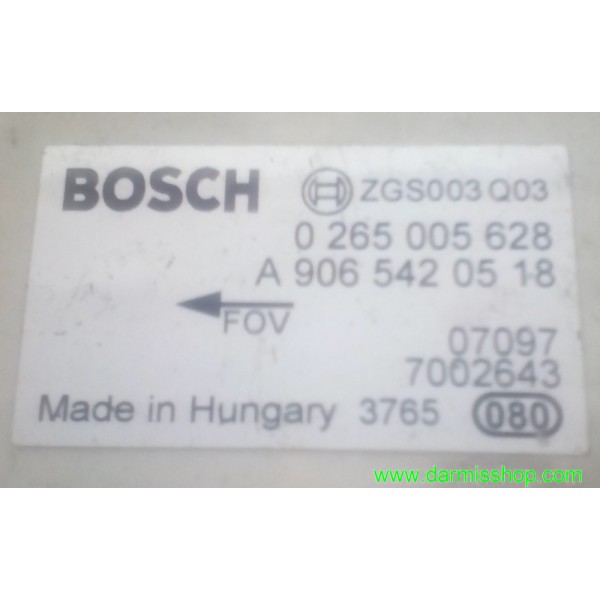 BOSCH ZGS003 Q03
0 265 005 628
A 906 542 05 18
FOV
07097
7002643
Made in Hungary 3765 080
www.darmisshop.com